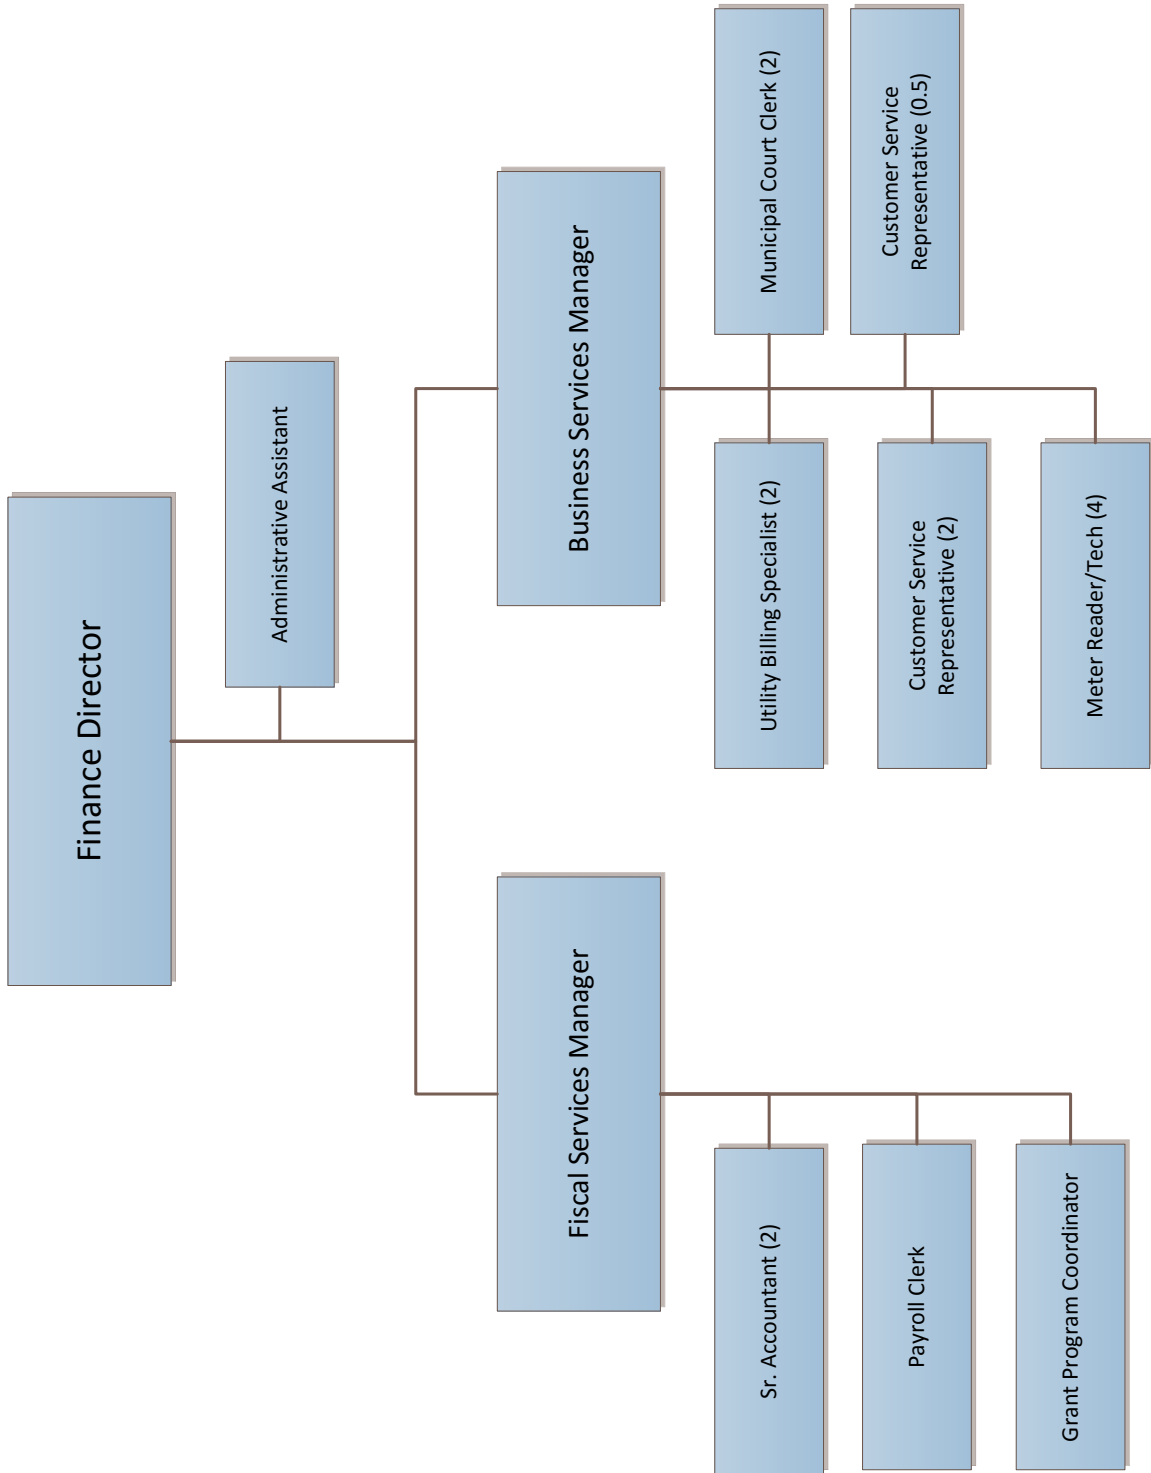 Finance Director
Administrative Assistant
Fiscal Services Manager
Business Services Manager
Sr. Accountant (2)
Payroll Clerk
Grant Program Coordinator
Utility Billing Specialist (2)
Municipal Court Clerk (2)
Customer Service
Representative (2)
Customer Service
Representative (0.5)
Meter Reader/Tech (4)